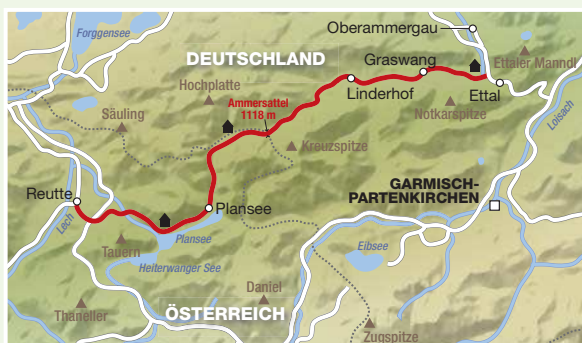 Forggensee
Oberammergau
DEUTSCHLAND
Graswang
Ettaler Manndl
Hochplatte
Linderhof
Ettal
Ammersattel
1118 m
Säuling
Notkarspitze
Loisach
Kreuzspitze
GARMISCH-
PARTENKIRCHEN
Reutte
Plansee
Lech
Plansee
Tauern
Eibsee
Heiterwanger See
Daniel
Thaneller
ÖSTERREICH
Zugspitze